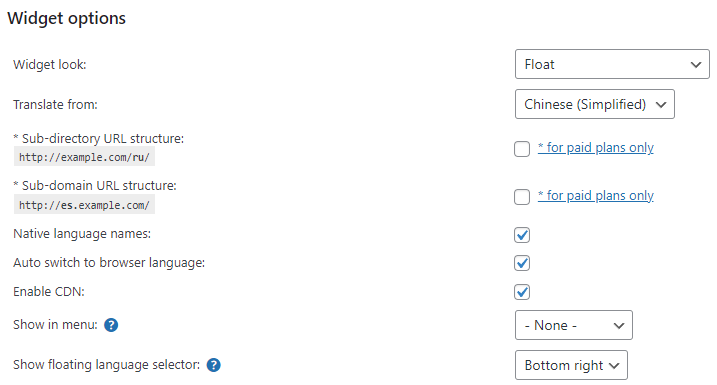 Widget options
Widget look:
Float
Translate from:
Chinese (Simplified)
* Sub-directory URL structure:
http://example.com/ru/
* for paid plans only
* Sub-domain URL structure:
http://es.example.com/
* for paid plans only
Native language names:
Auto switch to browser language:
Enable CDN:
Show in menu: ?
- None -
Show floating language selector: ?
Bottom right